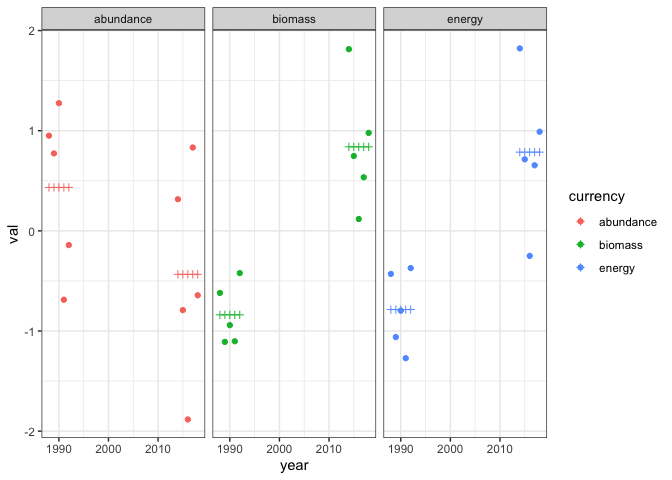 abundance
biomass
energy
2
1
0
-1
-2
val
1990 2000 2010
1990 2000 2010
1990 2000 2010
year
currency
abundance
biomass
energy